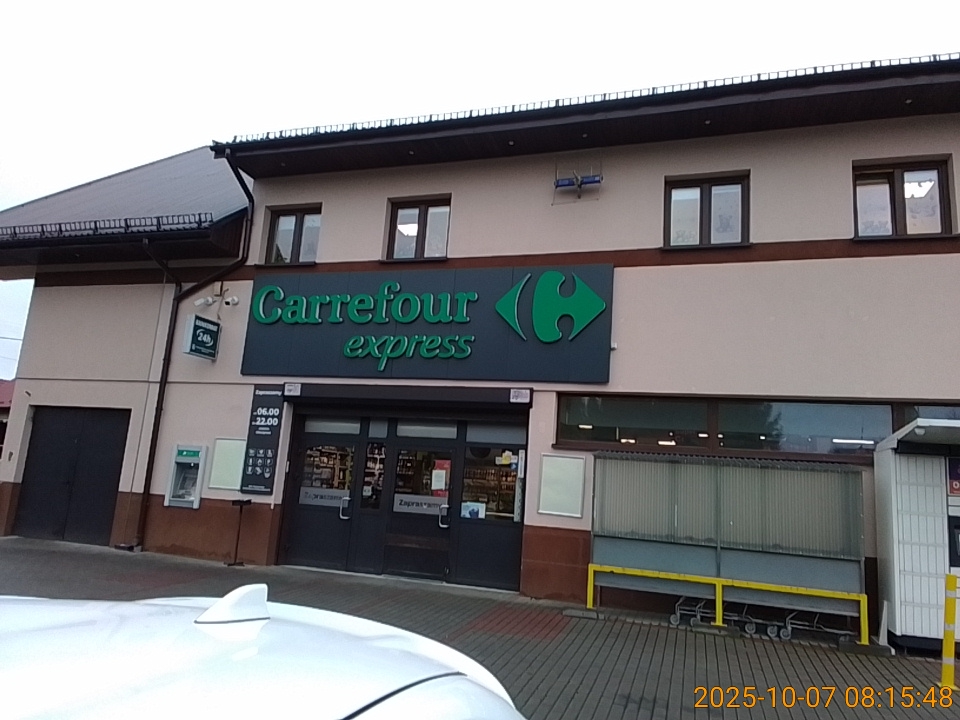 Carrefour
express
24h
Zapraszamy
06.00
22.00
Zapraszamy
Zapraszamy
2025-10-07 08:15:48